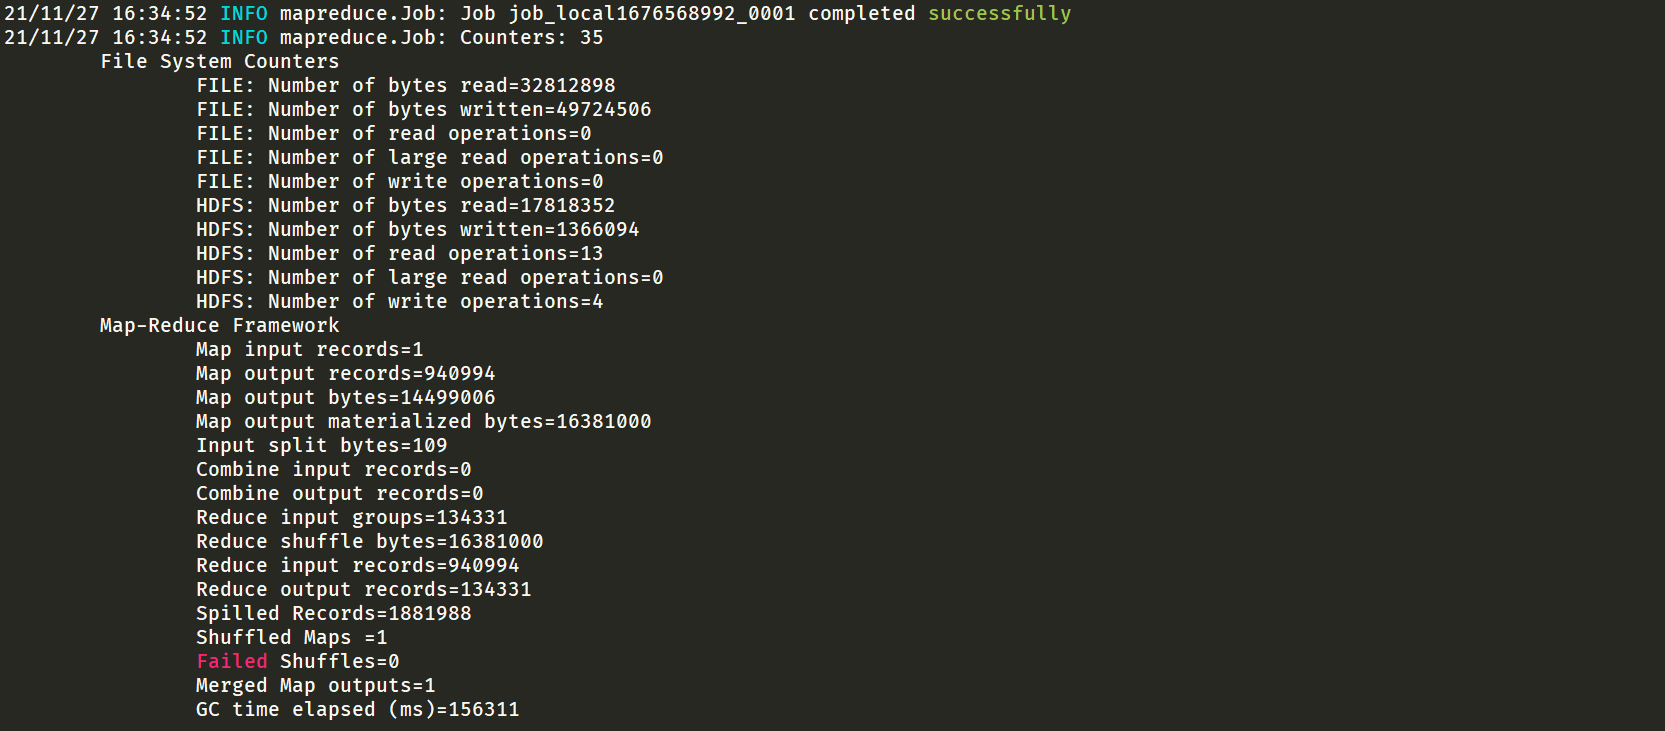 21/11/27 16:34:52 INFO mapreduce.Job: Job job_local1676568992_0001 completed successfully
21/11/27 16:34:52 INFO mapreduce.Job: Counters: 35
File System Counters
FILE: Number of bytes read=32812898
FILE: Number of bytes written=49724506
FILE: Number of read operations=0
FILE: Number of large read operations=0
FILE: Number of write operations=0
HDFS: Number of bytes read=17818352
HDFS: Number of bytes written=1366094
HDFS: Number of read operations=13
HDFS: Number of large read operations=0
HDFS: Number of write operations=4
Map-Reduce Framework
Map input records=1
Map output records=940994
Map output bytes=14499006
Map output materialized bytes=16381000
Input split bytes=109
Combine input records=0
Combine output records=0
Reduce input groups=134331
Reduce shuffle bytes=16381000
Reduce input records=940994
Reduce output records=134331
Spilled Records=1881988
Shuffled Maps =1
Failed Shuffles=0
Merged Map outputs=1
GC time elapsed (ms)=156311